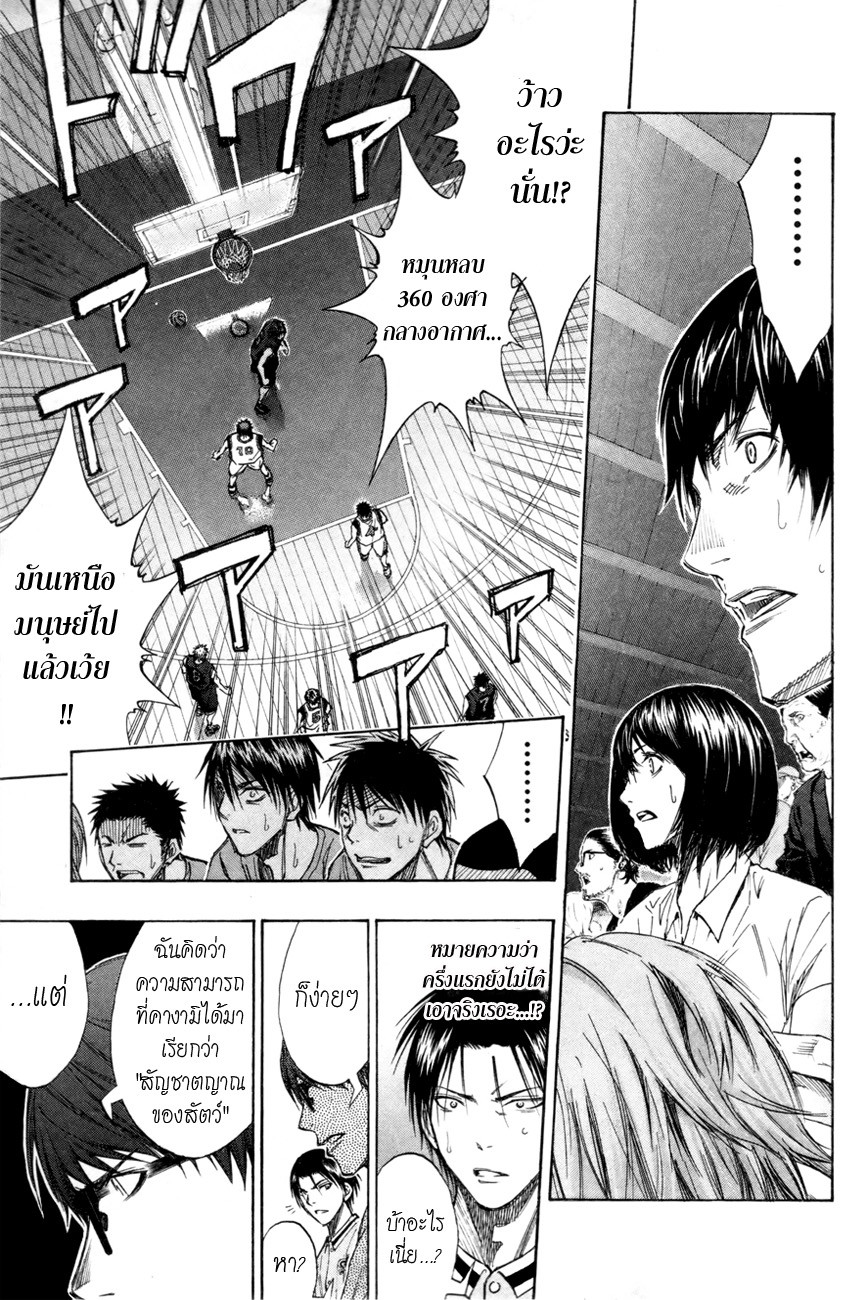 ………
ว้าว
อะไรว่ะ
นั่น!?
หมุนหลบ
360 องศา
กลางอากาศ...
มันเหนือ
มนุษย์ไป
แล้วเว้ย
!!
ドワアアアアアアア
………
หมายความว่า
ครึ่งแรกยังไม่ได้
เอาจริงเรอะ...!?
บ้าอะไร
เนี่ย...?
ก็ง่ายๆ
หา?
ฉันคิดว่า
ความสามารถ
ที่คางามิได้มา
เรียกว่า
"สัญชาตญาณ
ของสัตว์"
...แต่